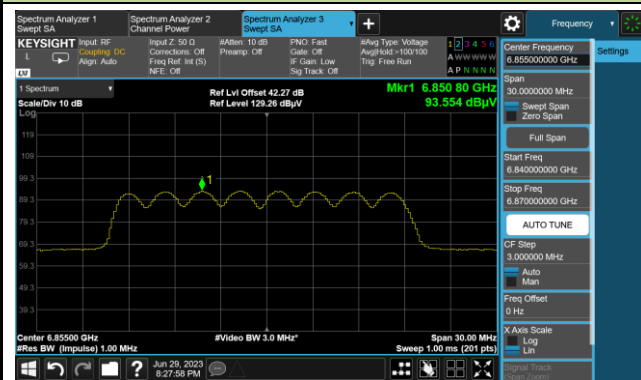 Spectrum Analyzer 1
Swept SA
Spectrum Analyzer 2
Channel Power
Spectrum Analyzer 3
Swept SA
Frequency
KEYSIGHT
L
LXI
Input: RF
Coupling: DC
Align: Auto
Input Z: 50 Ω
Corrections: Off
Freq Ref: Int (S)
NFE: Off
#Atten: 10 dB
Preamp: Off
PNO: Fast
Gate: Off
IF Gain: Low
Sig Track: Off
#Avg Type: Voltage
Avg|Hold:>100/100
Trig: Free Run
1 2 3 4 5 6
A W W W W W
A P N N N N
Center Frequency
6.855000000 GHz
Settings
Span
30.0000000 MHz
Swept Span
Zero Span
Full Span
Start Freq
6.840000000 GHz
Stop Freq
6.870000000 GHz
AUTO TUNE
CF Step
3.000000 MHz
Auto
Man
Freq Offset
0 Hz
X Axis Scale
Log
Lin
Signal Track
(Span Zoom)
1 Spectrum
Scale/Div 10 dB
Log
Ref Lvl Offset 42.27 dB
Ref Level 129.26 dBµV
Mkr1 6.850 80 GHz
93.554 dBµV
1
119
109
99.3
89.3
79.3
69.3
59.3
49.3
39.3
Center 6.85500 GHz
#Res BW (Impulse) 1.00 MHz
#Video BW 3.0 MHz*
Span 30.00 MHz
Sweep 1.00 ms (201 pts)
?
Jun 29, 2023
8:27:58 PM